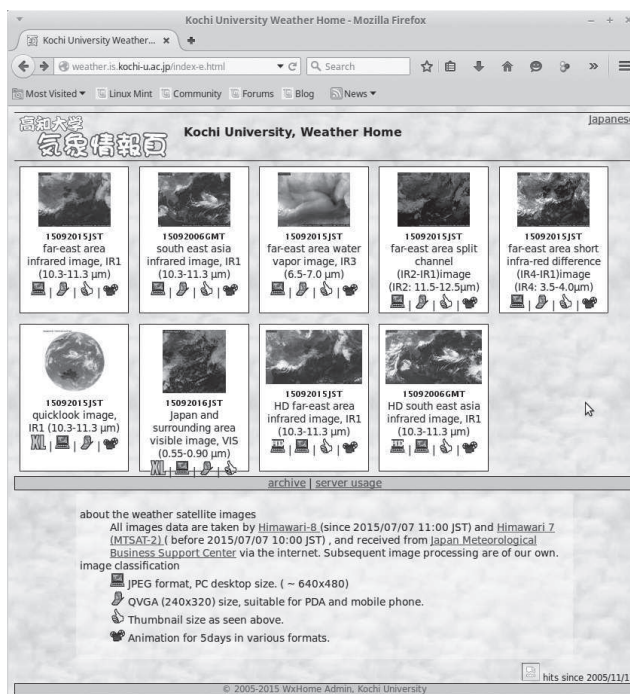 Kochi University Weather Home - Mozilla Firefox
Kochi University Weather...
weather.is.kochi-u.ac.jp/index-e.html
Search
Most Visited
Linux Mint
Community
Forums
Blog
News
高知大学
気象情報頁
Kochi University, Weather Home
Japanese
15092015JST
far-east area
infrared image, IR1
(10.3-11.3 µm)
15092006GMT
south east asia
infrared image, IR1
(10.3-11.3 µm)
15092015JST
far-east area water
vapor image, IR3
(6.5-7.0 µm)
15092015JST
far-east area split
channel
(IR2-IR1)image
(IR2: 11.5-12.5µm)
15092015JST
far-east area short
infra-red difference
(IR4-IR1)image
(IR4: 3.5-4.0µm)
15092015JST
quicklook image,
IR1 (10.3-11.3 µm)
XL
15092016JST
Japan and
surrounding area
visible image, VIS
(0.55-0.90 µm)
XL
15092015JST
HD far-east area
infrared image, IR1
(10.3-11.3 µm)
HD
15092006GMT
HD south east asia
infrared image, IR1
(10.3-11.3 µm)
HD
archive | server usage
about the weather satellite images
All images data are taken by Himawari-8 (since 2015/07/07 11:00 JST) and Himawari 7
(MTSAT-2) ( before 2015/07/07 10:00 JST) , and received from Japan Meteorological
Business Support Center via the internet. Subsequent image processing are of our own.
image classification
JPEG format, PC desktop size. ( ~ 640x480)
QVGA (240x320) size, suitable for PDA and mobile phone.
Thumbnail size as seen above.
Animation for 5days in various formats.
hits since 2005/11/1
© 2005-2015 WxHome Admin, Kochi University